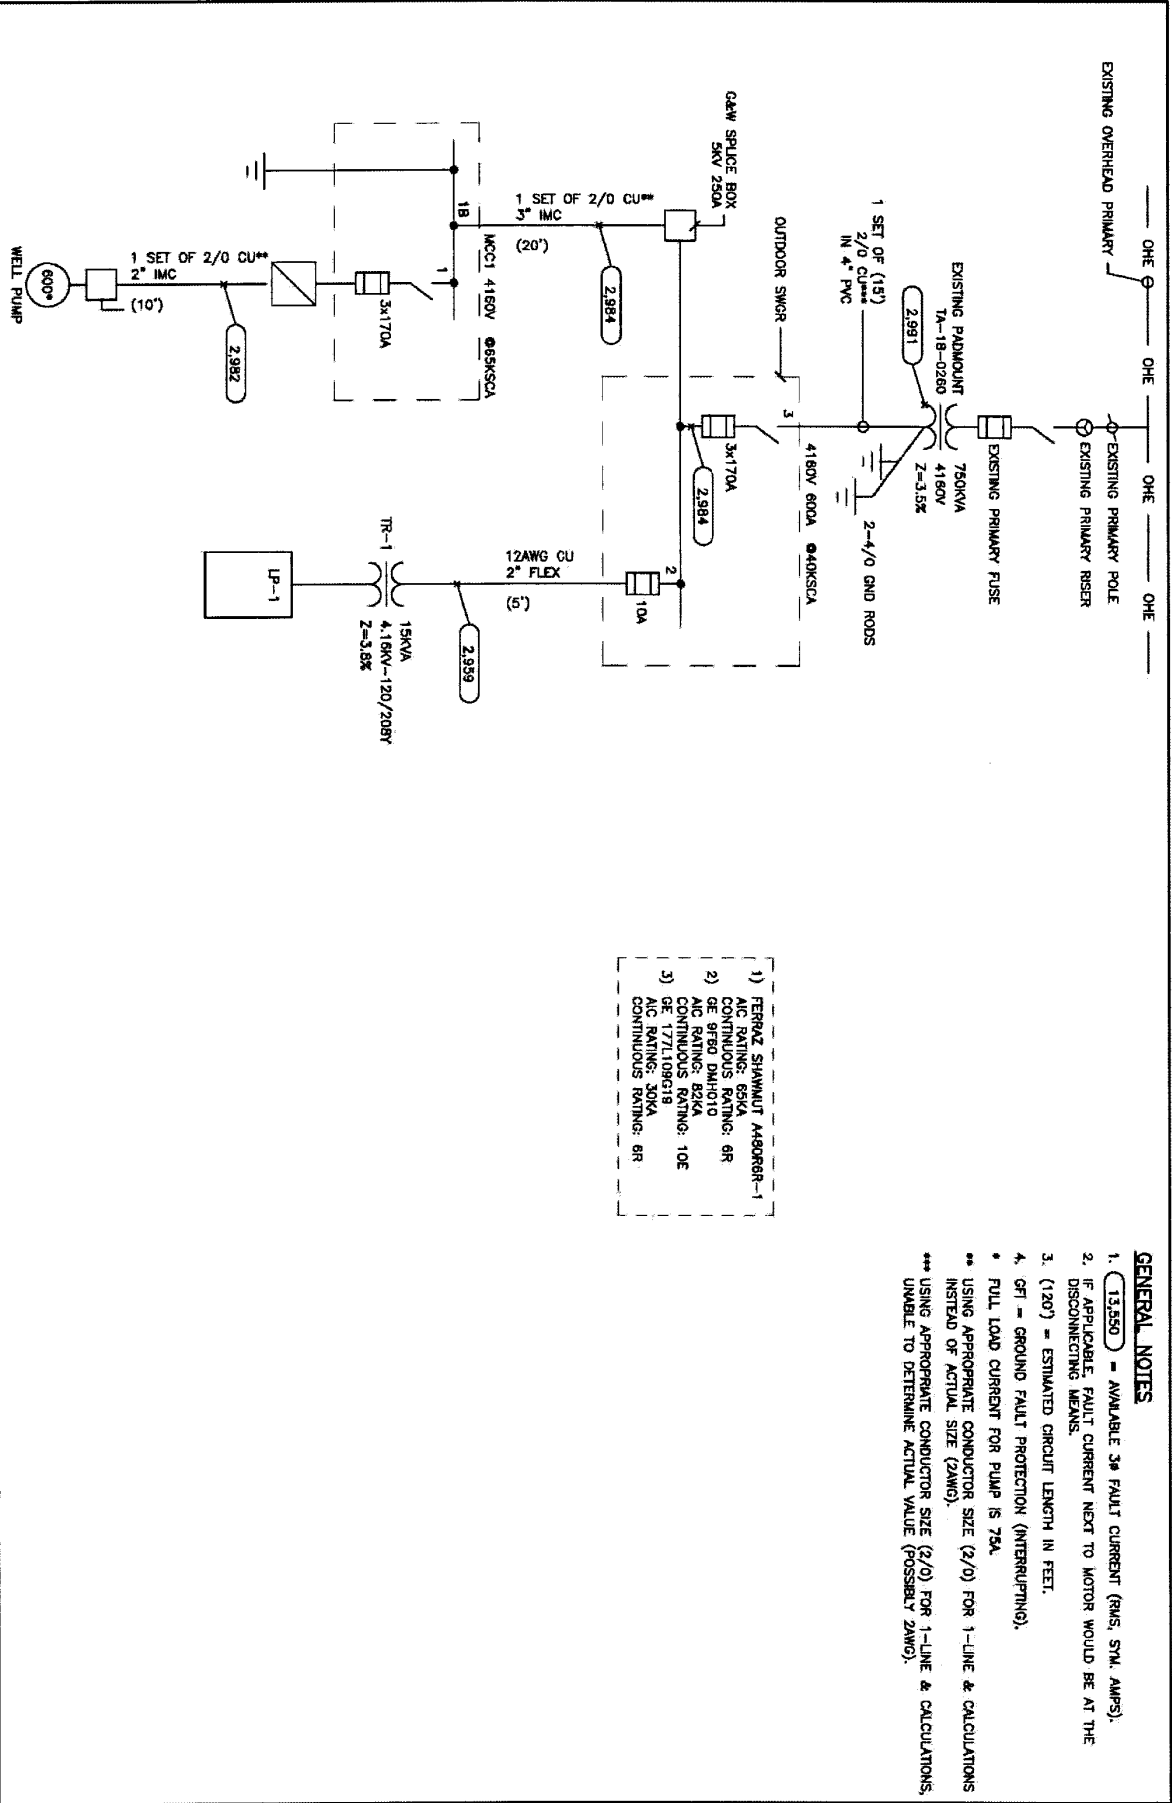 OHE
OHE
OHE
OHE
EXISTING OVERHEAD PRIMARY
EXISTING PRIMARY POLE
EXISTING PRIMARY RISER
EXISTING PRIMARY FUSE
EXISTING PADMOUNT
TA-1B-0260
750KVA
4160V
Z=3.5%
2,991
2-4/0 GND RODS
1 SET OF (15')
2/0 CU***
IN 4" PVC
OUTDOOR SWGR
3
4160V 600A @40KSCA
3x170A
2,984
G&W SPLICE BOX
5KV 250A
2
10A
1 SET OF 2/0 CU**
3" IMC
(20')
2,984
12AWG CU
2" FLEX
(5')
2,959
1B
MCC1 4160V @65KSCA
1
3x170A
TR-1
15KVA
4.16KV-120/208Y
Z=3.8%
LP-1
1 SET OF 2/0 CU**
2" IMC
(10')
2,982
600*
WELL PUMP
1) FERRAZ SHAWMUT A480R6R-1
AIC RATING: 65KA
CONTINUOUS RATING: 6R
2) GE 9F60 DMH010
AIC RATING: 82KA
CONTINUOUS RATING: 10E
3) GE 177L109G19
AIC RATING: 30KA
CONTINUOUS RATING: 6R
GENERAL NOTES
1. 13,550 = AVAILABLE 3ø FAULT CURRENT (RMS, SYM. AMPS).
2. IF APPLICABLE, FAULT CURRENT NEXT TO MOTOR WOULD BE AT THE
DISCONNECTING MEANS.
3. (120') = ESTIMATED CIRCUIT LENGTH IN FEET.
4. GFI = GROUND FAULT PROTECTION (INTERRUPTING).
* FULL LOAD CURRENT FOR PUMP IS 75A.
** USING APPROPRIATE CONDUCTOR SIZE (2/0) FOR 1-LINE & CALCULATIONS
INSTEAD OF ACTUAL SIZE (2AWG).
*** USING APPROPRIATE CONDUCTOR SIZE (2/0) FOR 1-LINE & CALCULATIONS,
UNABLE TO DETERMINE ACTUAL VALUE (POSSIBLY 2AWG).